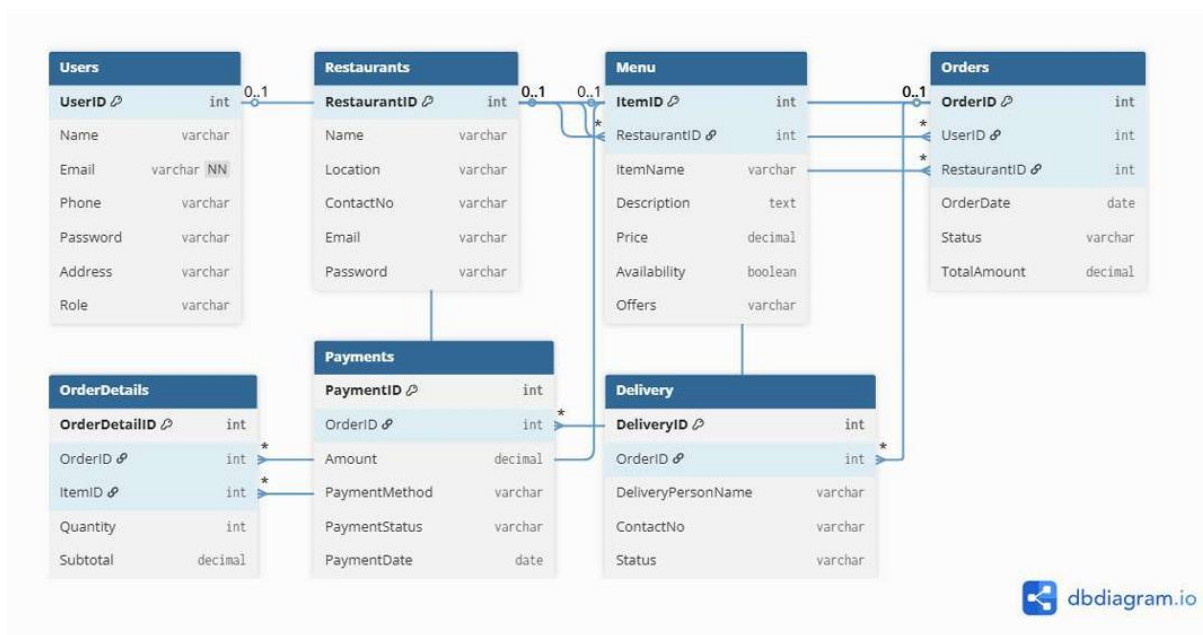 Users
UserID int 0..1
Name varchar
Email varchar NN
Phone varchar
Password varchar
Address varchar
Role varchar
Restaurants
RestaurantID int 0..1
Name varchar
Location varchar
ContactNo varchar
Email varchar
Password varchar
Menu
0..1 ItemID int
* RestaurantID int
ItemName varchar
Description text
Price decimal
Availability boolean
Offers varchar
Orders
0..1 OrderID int
* UserID int
* RestaurantID int
OrderDate date
Status varchar
TotalAmount decimal
OrderDetails
OrderDetailID int
OrderID int *
ItemID int *
Quantity int
Subtotal decimal
Payments
PaymentID int
OrderID int *
Amount decimal
PaymentMethod varchar
PaymentStatus varchar
PaymentDate date
Delivery
DeliveryID int
OrderID int *
DeliveryPersonName varchar
ContactNo varchar
Status varchar
dbdiagram.io